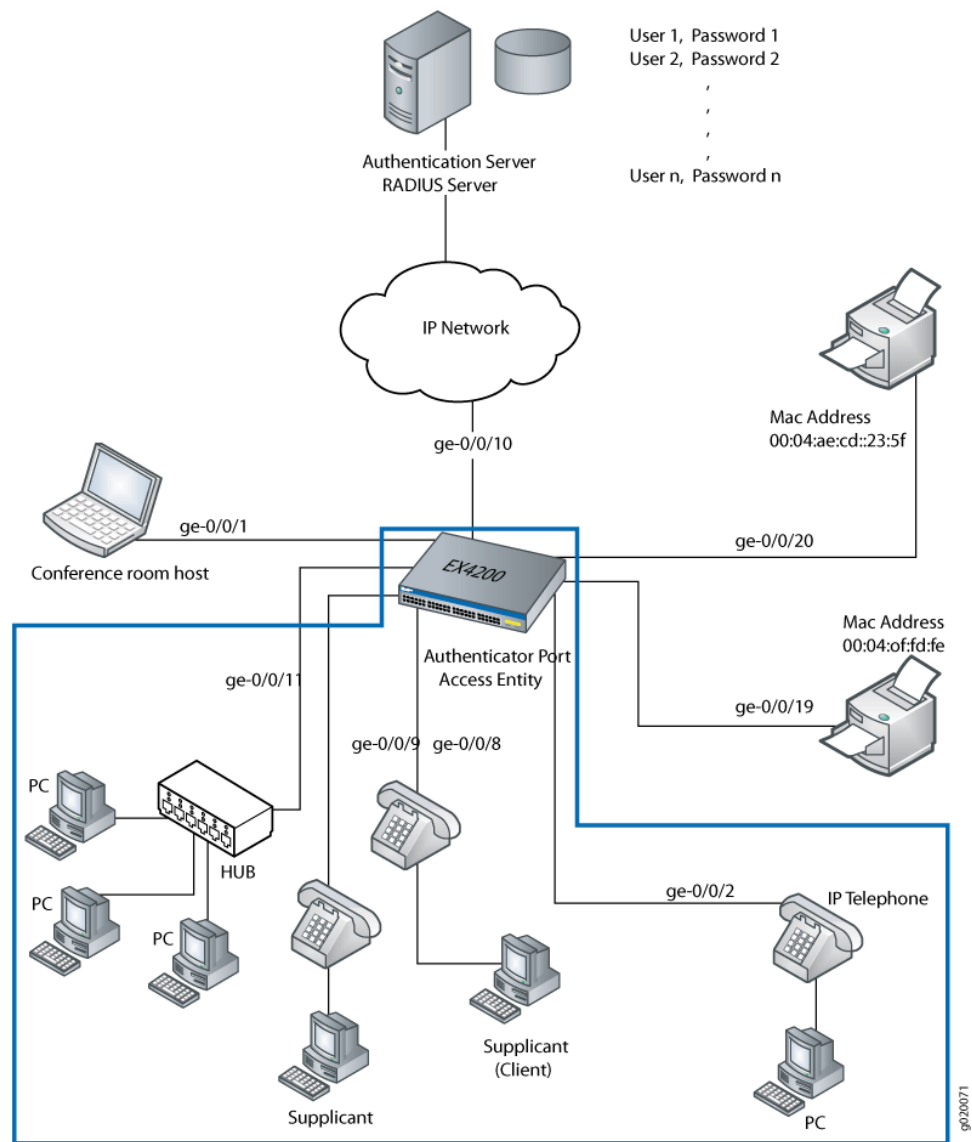 User 1, Password 1
User 2, Password 2
,
,
,
,
User n, Password n
Authentication Server
RADIUS Server
IP Network
ge-0/0/10
Mac Address
00:04:ae:cd::23:5f
ge-0/0/1
Conference room host
ge-0/0/20
EX4200
Authenticator Port
Access Entity
Mac Address
00:04:of:fd:fe
ge-0/0/11
ge-0/0/19
ge-0/0/9
ge-0/0/8
PC
HUB
PC
PC
ge-0/0/2
IP Telephone
Supplicant
(Client)
Supplicant
PC
g020071